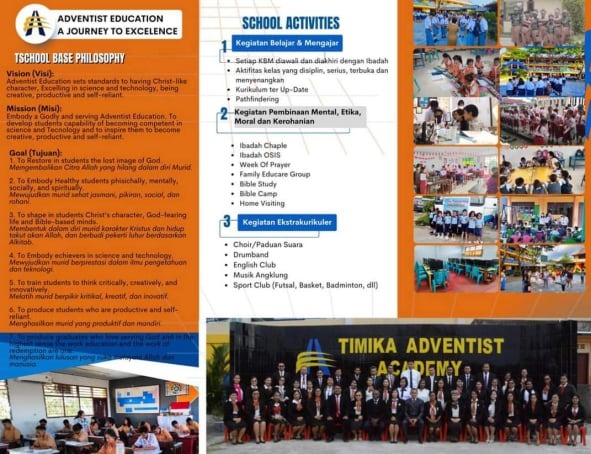 ADVENTIST EDUCATION
A JOURNEY TO EXCELLENCE
TSCHOOL BASE PHYLOSOPHY
Vision (Visi):
Adventist Education sets standards to having Christ-like
character, Excelling in science and technology, being
creative, productive and self-reliant.
Mission (Misi):
Embody a Godly and serving Adventist Education. To
develop students capability of becoming competent in
science and Tecnology and to inspire them to become
creative, productive and self-reliant.
Goal (Tujuan):
1. To Restore in students the lost image of God.
Mengembalikan Citra Allah yang hilang dalam diri Murid.
2. To Embody Healthy students phisically, mentally,
socially, and spiritually.
Mewujudkan murid sehat jasmani, pikiran, social, dan
rohani.
3. To shape in students Christ's character, God-fearing
life and Bible-based minds.
Membentuk dalam diri murid karakter Kristus dan hidup
takut akan Allah, dan berbudi pekerti luhur berdasarkan
Alkitab.
4. To Embody achievers in science and technology.
Mewujudkan murid berprestasi dalam ilmu pengetahuan
dan teknologi.
5. To train students to think critically, creatively, and
innovatively.
Melatih murid berpikir kritikal, kreatif, dan inovatif.
6. To produce students who are productive and self-
reliant.
Menghasilkan murid yang produktif dan mandiri.
7. To produce graduates who love serving God and in the
highest sense the work education and the work of
redemption are one.
Menghasilkan lulusan yang suka melayani Allah dan
manusia.
SCHOOL ACTIVITIES
1 Kegiatan Belajar & Mengajar
Setiap KBM diawali dan diakhiri dengan Ibadah
Aktifitas kelas yang disiplin, serius, terbuka dan
menyenangkan
Kurikulum ter Up-Date
Pathfindering
2 Kegiatan Pembinaan Mental, Etika,
Moral dan Kerohanian
Ibadah Chaple
Ibadah OSIS
Week Of Prayer
Family Educare Group
Bible Study
Bible Camp
Home Visiting
3 Kegiatan Ekstrakurikuler
Choir/Paduan Suara
Drumband
English Club
Musik Angklung
Sport Club (Futsal, Basket, Badminton, dll)
TIMIKA ADVENTIST
ACADEMY